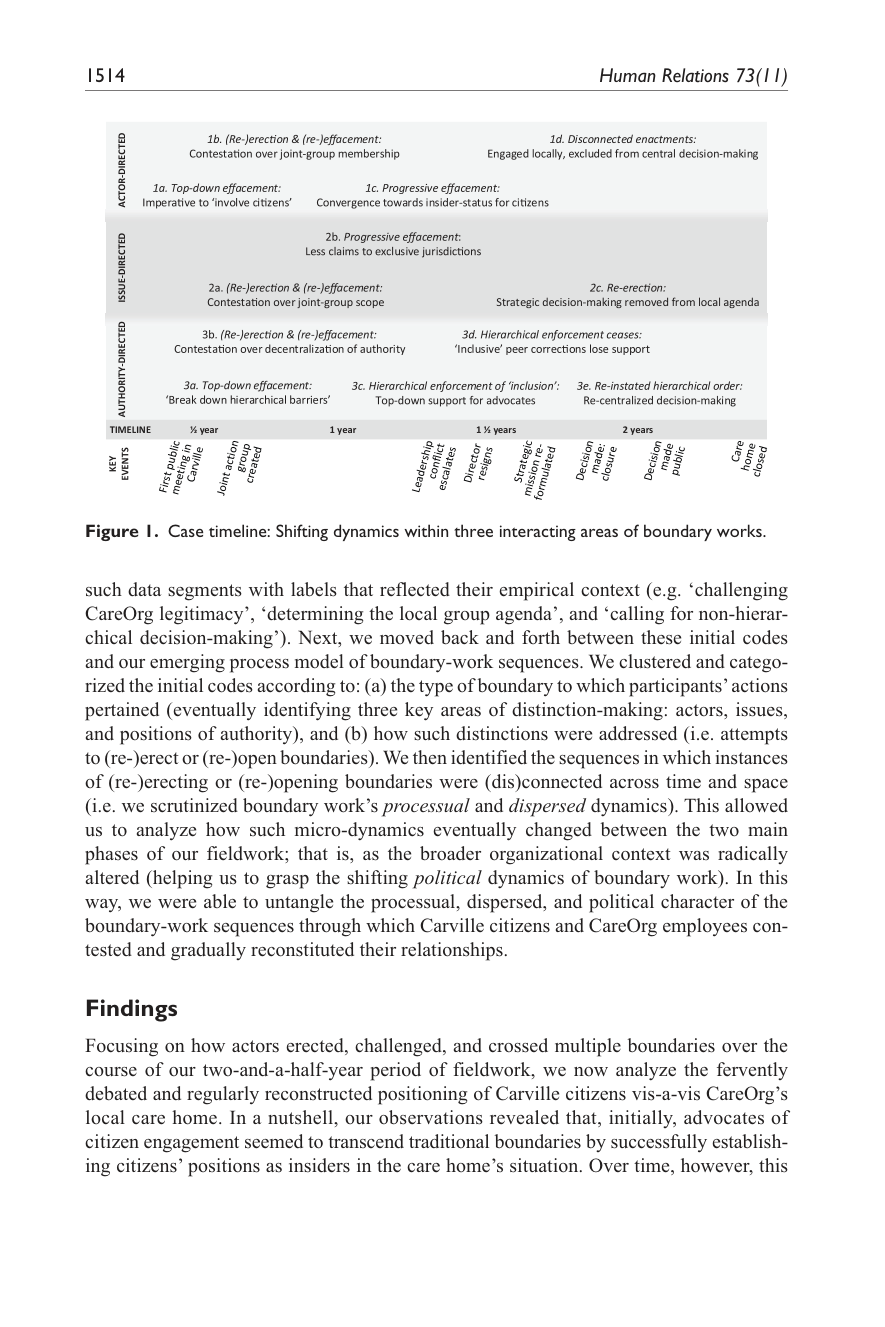 1514
Human Relations 73(11)
ACTOR-DIRECTED
1b. (Re-)erection & (re-)effacement:
Contestation over joint-group membership
1d. Disconnected enactments:
Engaged locally, excluded from central decision-making
1a. Top-down effacement:
Imperative to ‘involve citizens’
1c. Progressive effacement:
Convergence towards insider-status for citizens
ISSUE-DIRECTED
2b. Progressive effacement:
Less claims to exclusive jurisdictions
2a. (Re-)erection & (re-)effacement:
Contestation over joint-group scope
2c. Re-erection:
Strategic decision-making removed from local agenda
AUTHORITY-DIRECTED
3b. (Re-)erection & (re-)effacement:
Contestation over decentralization of authority
3d. Hierarchical enforcement ceases:
‘Inclusive’ peer corrections lose support
3a. Top-down effacement:
‘Break down hierarchical barriers’
3c. Hierarchical enforcement of ‘inclusion’:
Top-down support for advocates
3e. Re-instated hierarchical order:
Re-centralized decision-making
TIMELINE
½ year
1 year
1 ½ years
2 years
KEY
EVENTS
First public
meeting in
Carville
Joint action
group
created
Leadership
conflict
escalates
Director
resigns
Strategic
mission re-
formulated
Decision
made:
closure
Decision
made
public
Care
home
closed
Figure 1. Case timeline: Shifting dynamics within three interacting areas of boundary works.
such data segments with labels that reflected their empirical context (e.g. ‘challenging
CareOrg legitimacy’, ‘determining the local group agenda’, and ‘calling for non-hierar-
chical decision-making’). Next, we moved back and forth between these initial codes
and our emerging process model of boundary-work sequences. We clustered and catego-
rized the initial codes according to: (a) the type of boundary to which participants’ actions
pertained (eventually identifying three key areas of distinction-making: actors, issues,
and positions of authority), and (b) how such distinctions were addressed (i.e. attempts
to (re-)erect or (re-)open boundaries). We then identified the sequences in which instances
of (re-)erecting or (re-)opening boundaries were (dis)connected across time and space
(i.e. we scrutinized boundary work’s processual and dispersed dynamics). This allowed
us to analyze how such micro-dynamics eventually changed between the two main
phases of our fieldwork; that is, as the broader organizational context was radically
altered (helping us to grasp the shifting political dynamics of boundary work). In this
way, we were able to untangle the processual, dispersed, and political character of the
boundary-work sequences through which Carville citizens and CareOrg employees con-
tested and gradually reconstituted their relationships.
Findings
Focusing on how actors erected, challenged, and crossed multiple boundaries over the
course of our two-and-a-half-year period of fieldwork, we now analyze the fervently
debated and regularly reconstructed positioning of Carville citizens vis-a-vis CareOrg’s
local care home. In a nutshell, our observations revealed that, initially, advocates of
citizen engagement seemed to transcend traditional boundaries by successfully establish-
ing citizens’ positions as insiders in the care home’s situation. Over time, however, this